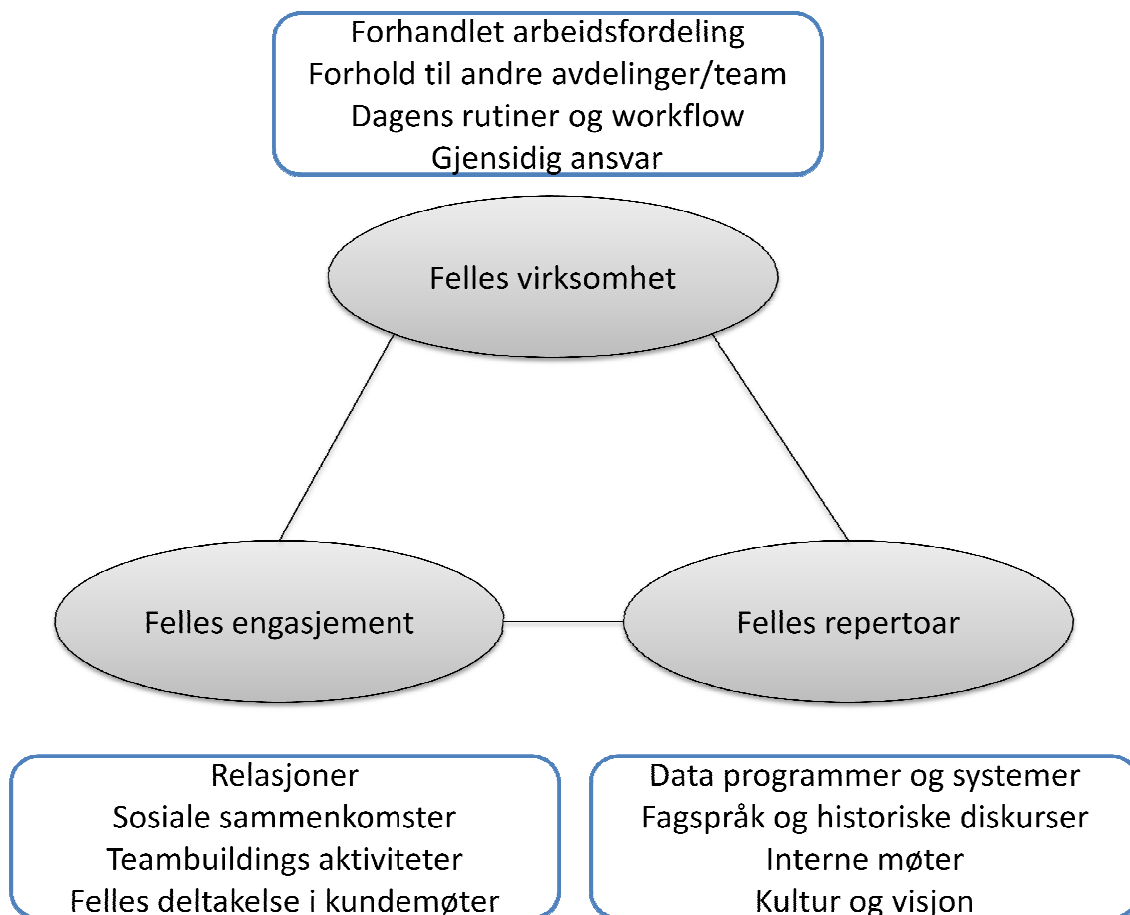 Forhandlet arbeidsfordeling
Forhold til andre avdelinger/team
Dagens rutiner og workflow
Gjensidig ansvar
Felles virksomhet
Felles engasjement
Felles repertoar
Relasjoner
Sosiale sammenkomster
Teambuildings aktiviteter
Felles deltakelse i kundemøter
Data programmer og systemer
Fagspråk og historiske diskurser
Interne møter
Kultur og visjon